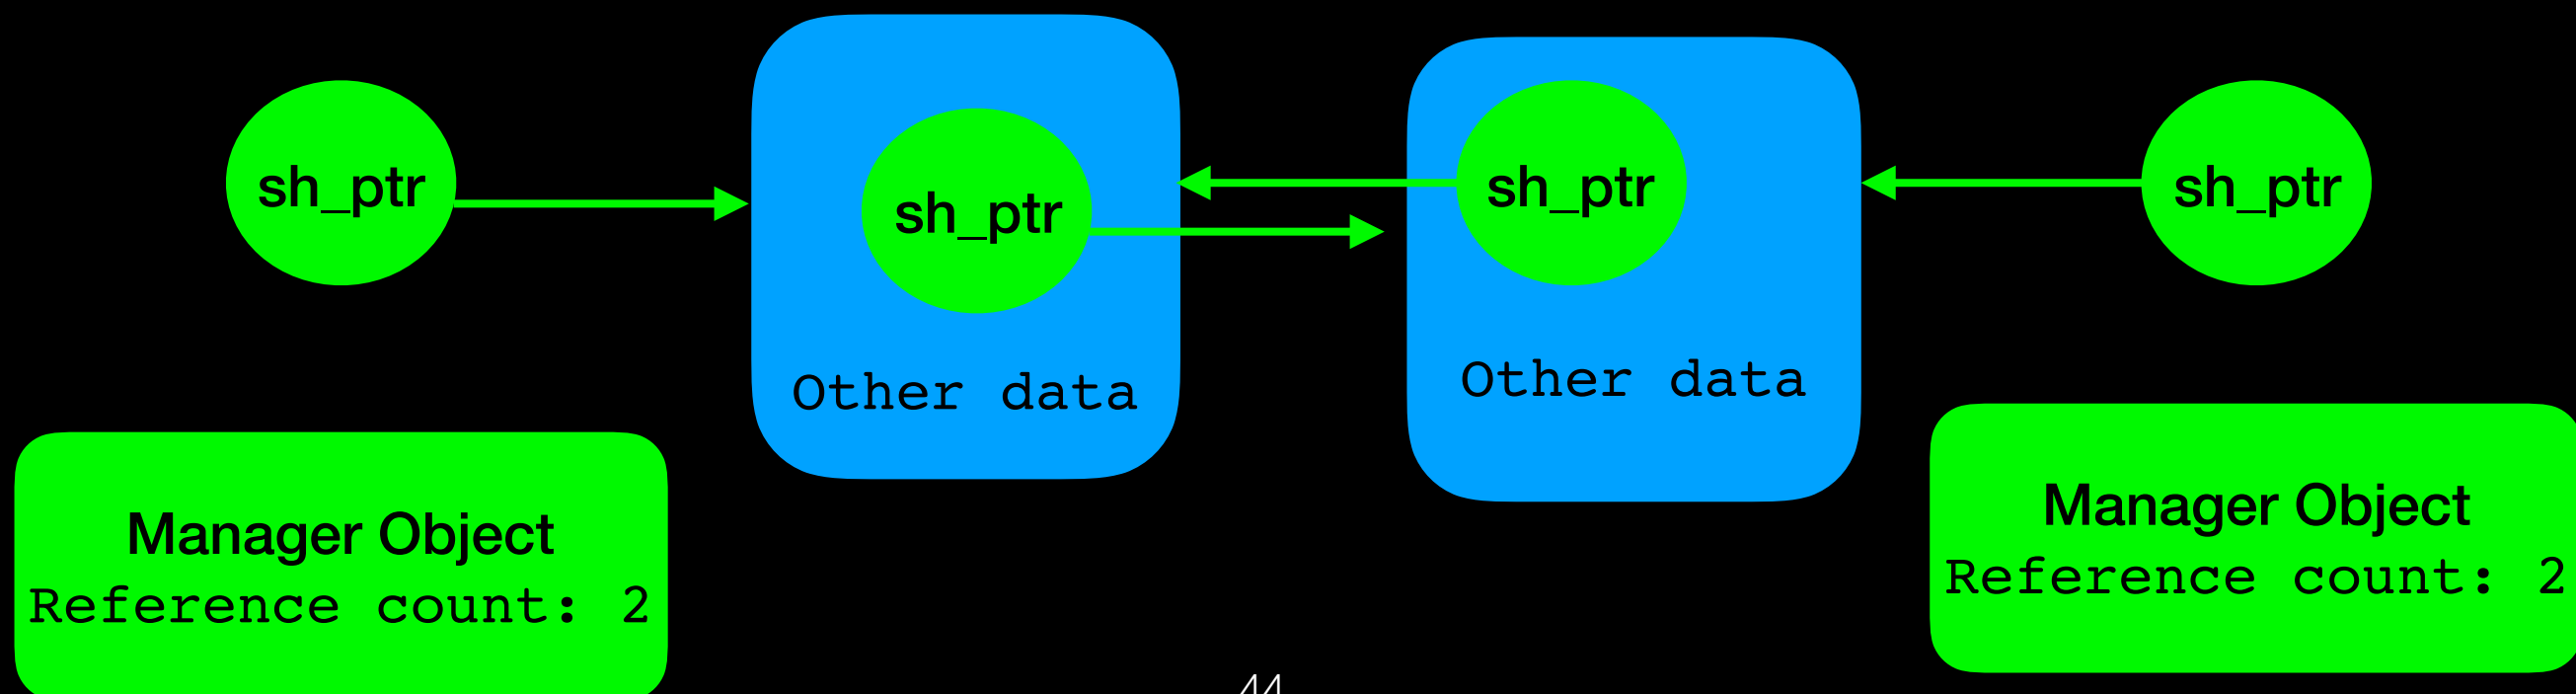 sh_ptr
sh_ptr
sh_ptr
sh_ptr
Other data
Other data
Manager Object
Reference count: 2
Manager Object
Reference count: 2